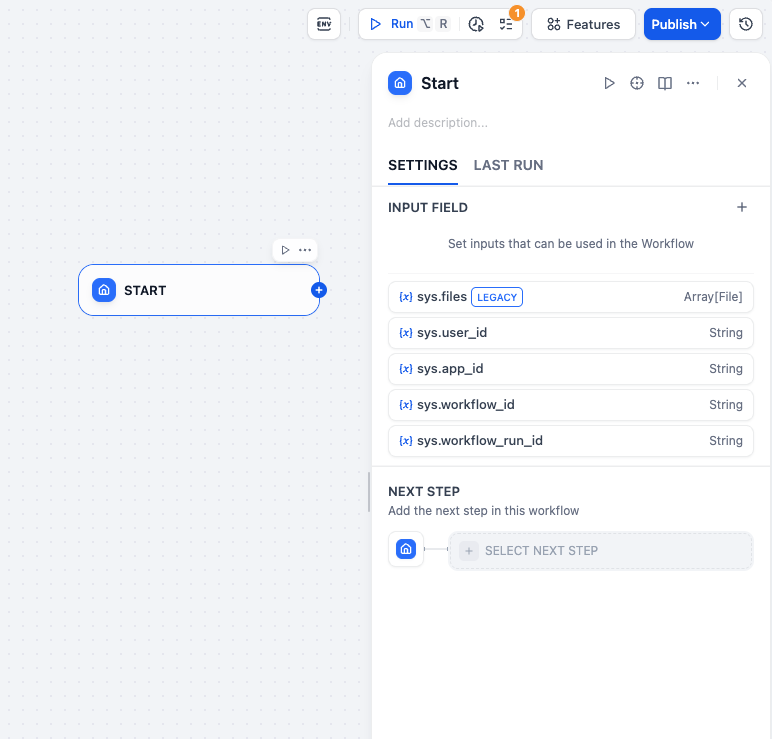 ENV
Run ⌥ R
1
Features
Publish
Start
Add description...
SETTINGS
LAST RUN
INPUT FIELD
Set inputs that can be used in the Workflow
START
{x} sys.files LEGACY Array[File]
{x} sys.user_id String
{x} sys.app_id String
{x} sys.workflow_id String
{x} sys.workflow_run_id String
NEXT STEP
Add the next step in this workflow
SELECT NEXT STEP